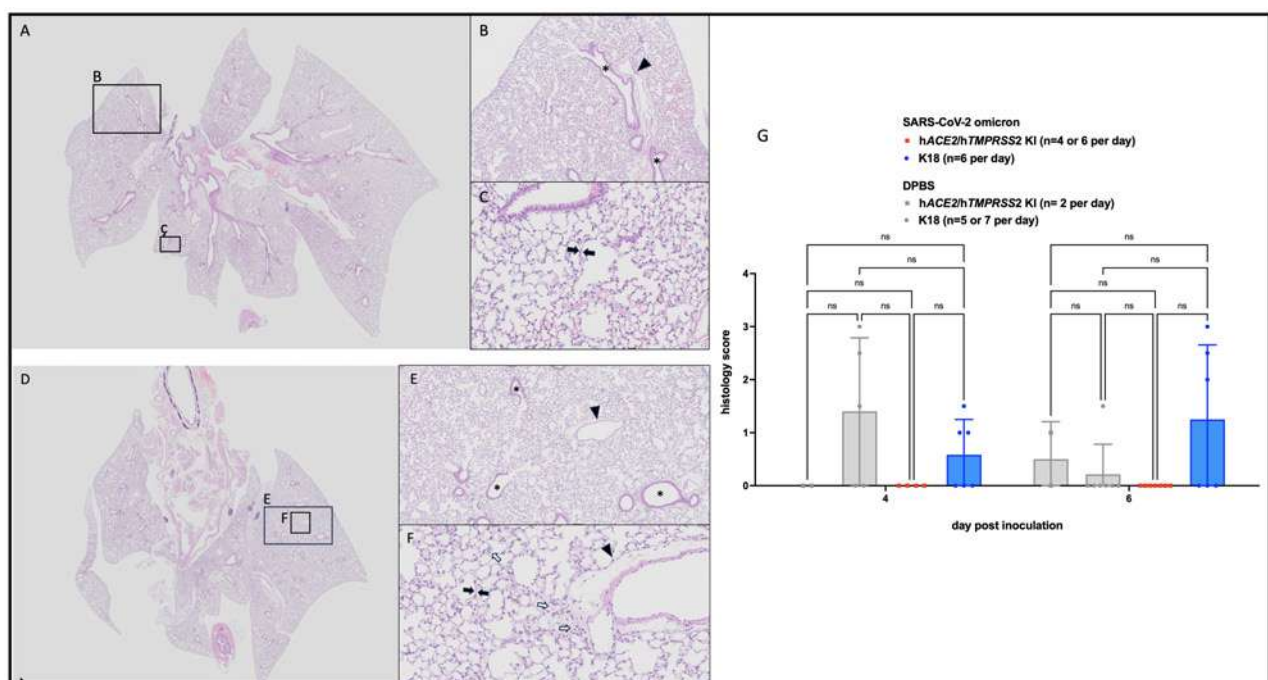 A
B
C
B
*
*
C
D
E
F
E
*
*
*
F
G
SARS-CoV-2 omicron
hACE2/hTMPRSS2 KI (n=4 or 6 per day)
K18 (n=6 per day)
DPBS
hACE2/hTMPRSS2 KI (n= 2 per day)
K18 (n=5 or 7 per day)
ns
ns
ns
ns ns ns
ns
ns
ns
ns ns ns
histology score
4
3
2
1
0
4 6
day post inoculation